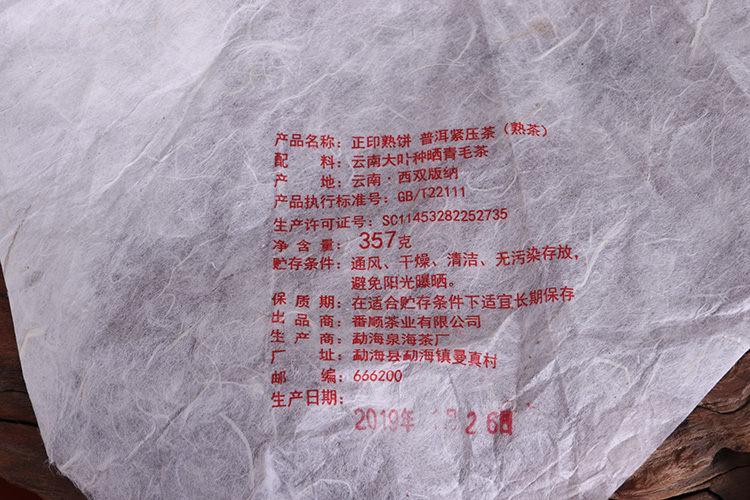 产品名称：正印熟饼 普洱紧压茶（熟茶）
配 料：云南大叶种晒青毛茶
产 地：云南·西双版纳
产品执行标准号：GB/T22111
生产许可证号：SC11453282252735
净含量：357克
贮存条件：通风、干燥、清洁、无污染存放，
避免阳光曝晒。
保质期：在适合贮存条件下适宜长期保存
出品商：番顺茶业有限公司
生产商：勐海泉海茶厂
厂 址：勐海县勐海镇曼真村
邮 编：666200
生产日期：
2019年 月26日